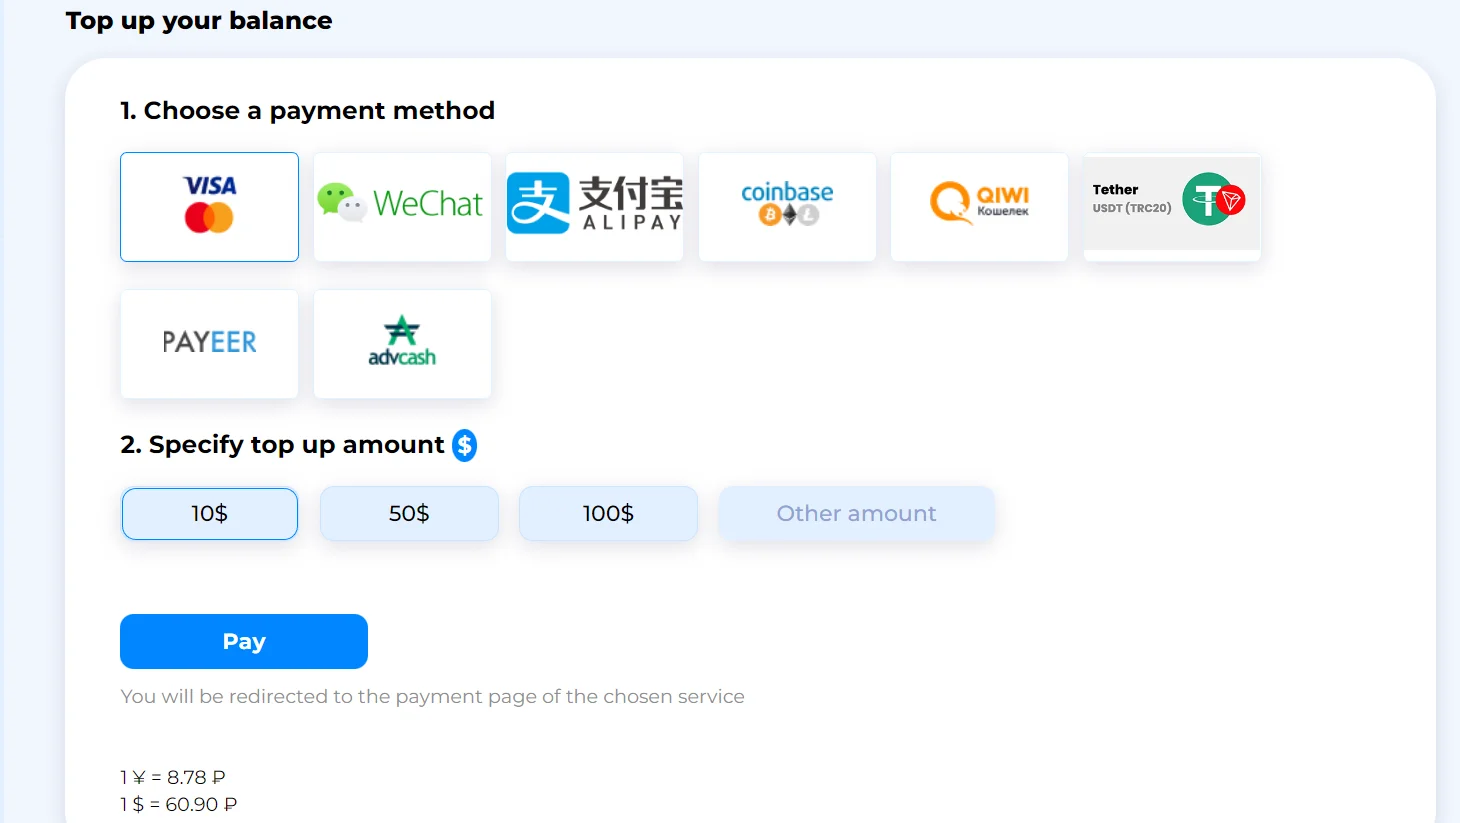 Top up your balance
1. Choose a payment method
VISA
WeChat
支 支付宝
ALIPAY
coinbase
QIWI
Кошелек
Tether
USDT (TRC20)
PAYEER
advcash
2. Specify top up amount $
10$
50$
100$
Other amount
Pay
You will be redirected to the payment page of the chosen service
1 ¥ = 8.78 ₽
1 $ = 60.90 ₽